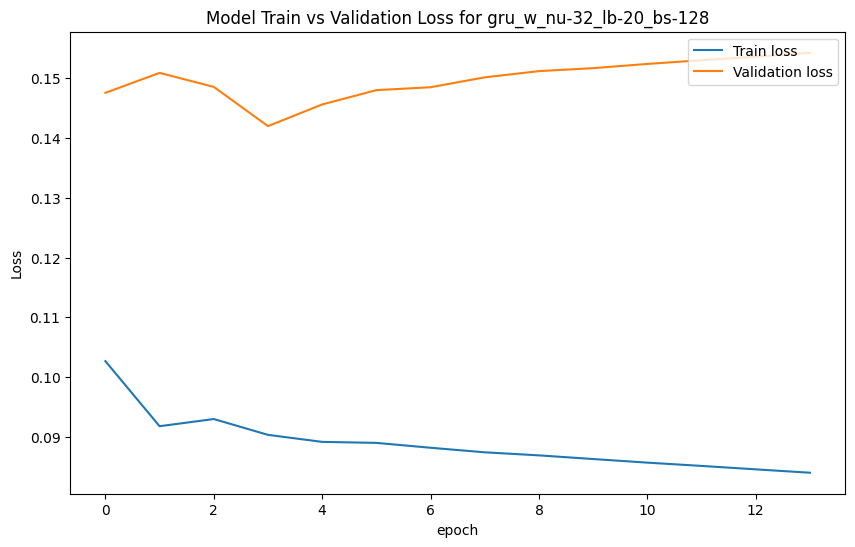 Model Train vs Validation Loss for gru_w_nu-32_lb-20_bs-128
Train loss
Validation loss
0.15
0.14
0.13
0.12
0.11
0.10
0.09
Loss
0 2 4 6 8 10 12
epoch